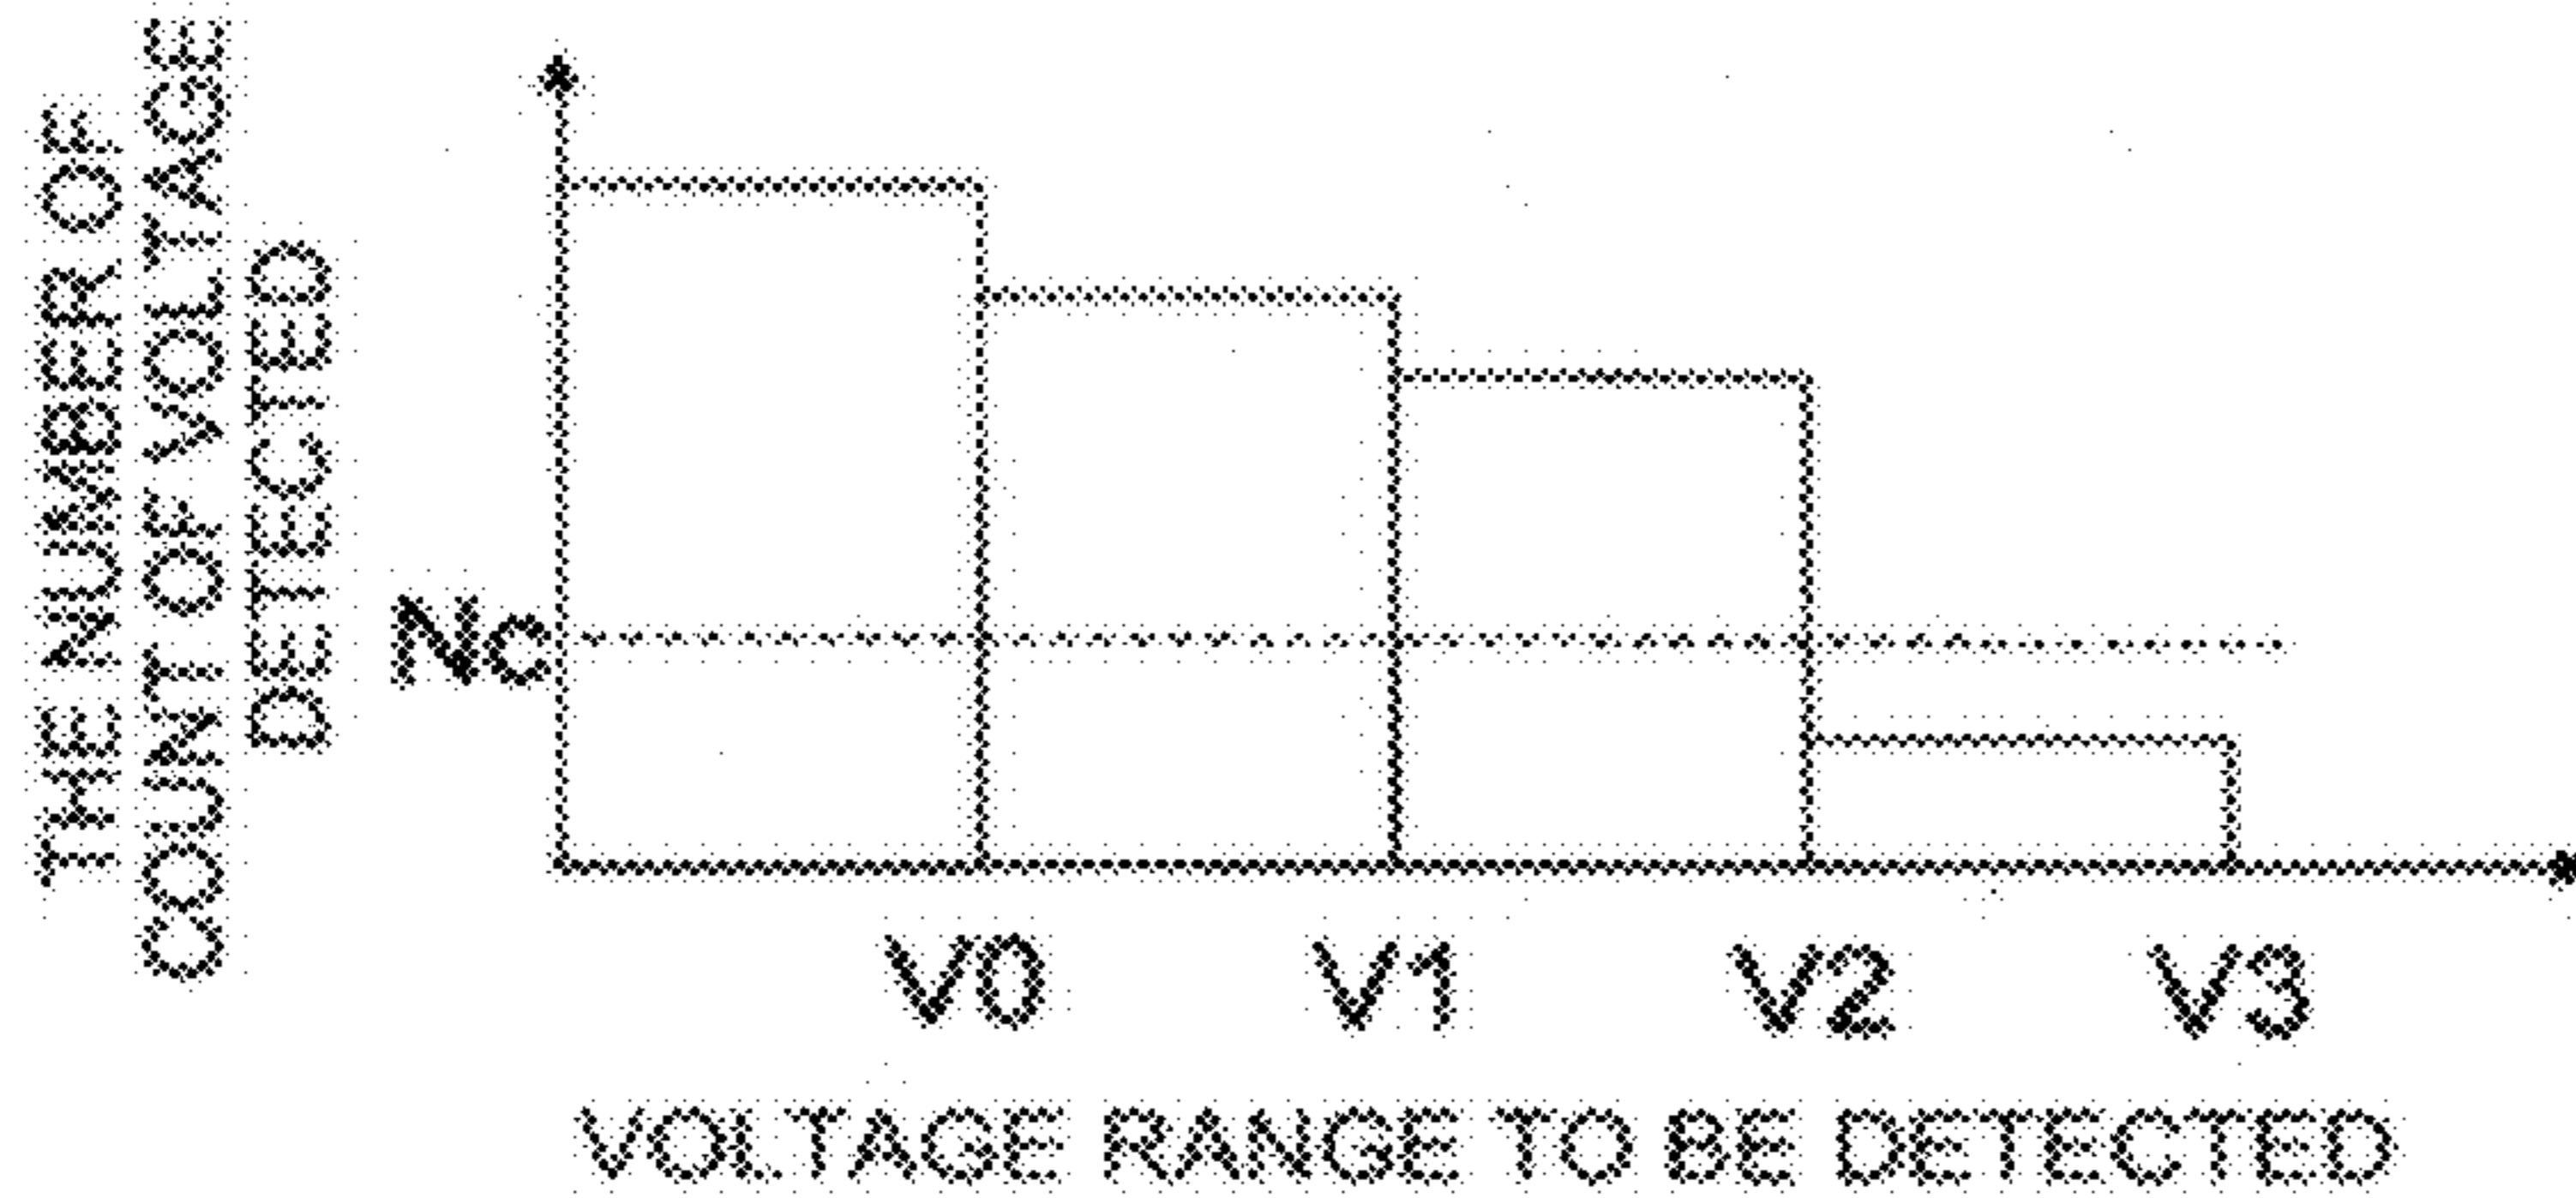 THE NUMBER OF
COUNT OF VOLTAGE
DETECTED
Nc
V0
V1
V2
V3
VOLTAGE RANGE TO BE DETECTED